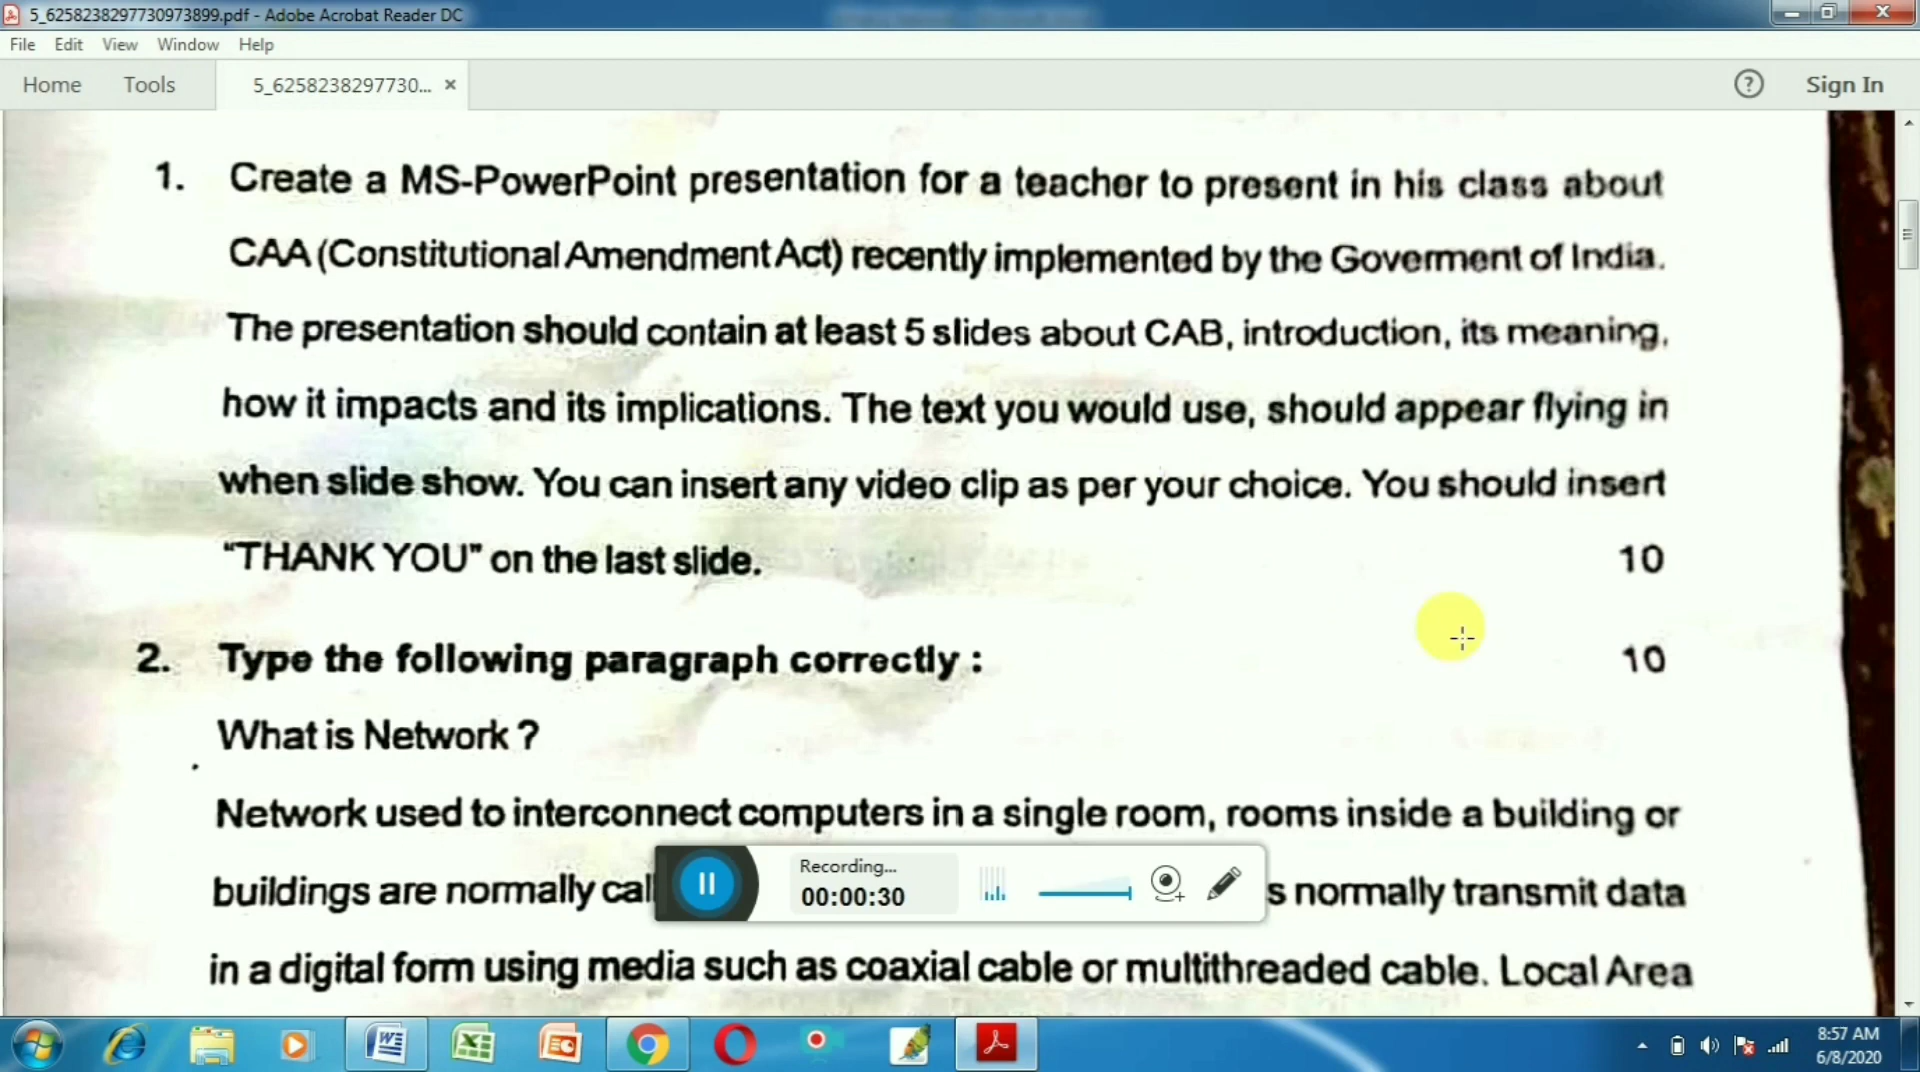 5_6258238297730973899.pdf - Adobe Acrobat Reader DC
File Edit View Window Help
Home Tools 5_6258238297730... × ? Sign In
1. Create a MS-PowerPoint presentation for a teacher to present in his class about
CAA (Constitutional Amendment Act) recently implemented by the Goverment of India.
The presentation should contain at least 5 slides about CAB, introduction, its meaning,
how it impacts and its implications. The text you would use, should appear flying in
when slide show. You can insert any video clip as per your choice. You should insert
“THANK YOU” on the last slide. 10
2. Type the following paragraph correctly : 10
What is Network ?
Network used to interconnect computers in a single room, rooms inside a building or
buildings are normally cal s normally transmit data
Recording...
00:00:30
in a digital form using media such as coaxial cable or multithreaded cable. Local Area
8:57 AM
6/8/2020